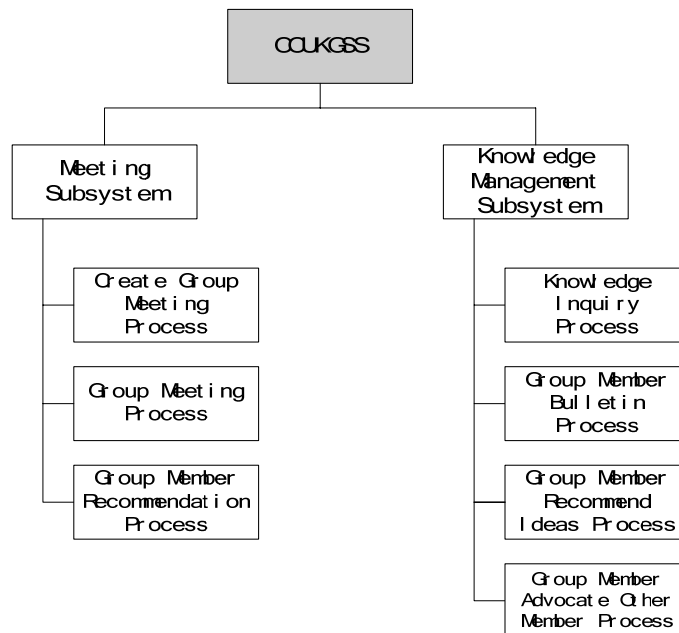 CCUKGSS
Meeting
Subsystem
Knowledge
Management
Subsystem
Create Group
Meeting
Process
Group Meeting
Process
Group Member
Recommendation
Process
Knowledge
Inquiry
Process
Group Member
Bulletin
Process
Group Member
Recommend
Ideas Process
Group Member
Advocate Other
Member Process